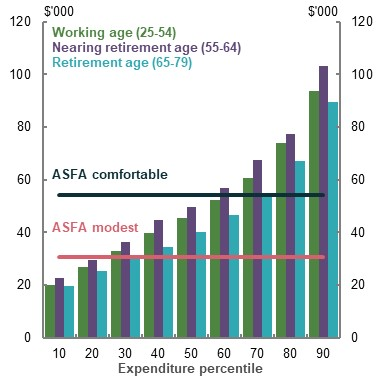 $'000 $'000
Working age (25-54)
Nearing retirement age (55-64)
Retirement age (65-79)
120 120
100 100
80 80
60 60
ASFA comfortable
40 40
ASFA modest
20 20
0 0
10 20 30 40 50 60 70 80 90
Expenditure percentile